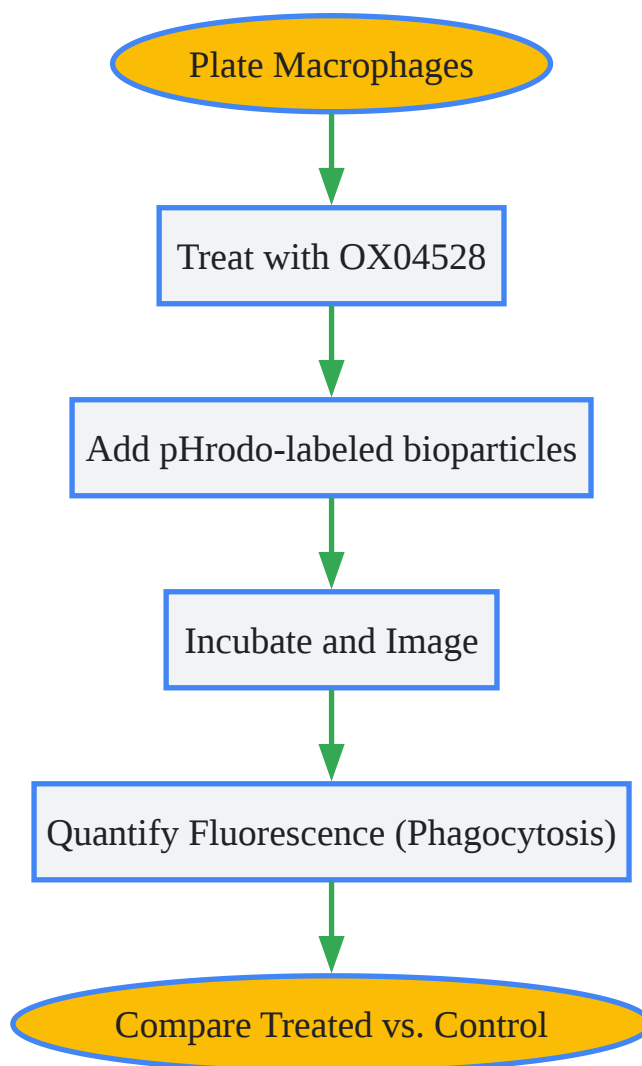 Plate Macrophages
Treat with OX04528
Add pHrodo-labeled bioparticles
Incubate and Image
Quantify Fluorescence (Phagocytosis)
Compare Treated vs. Control